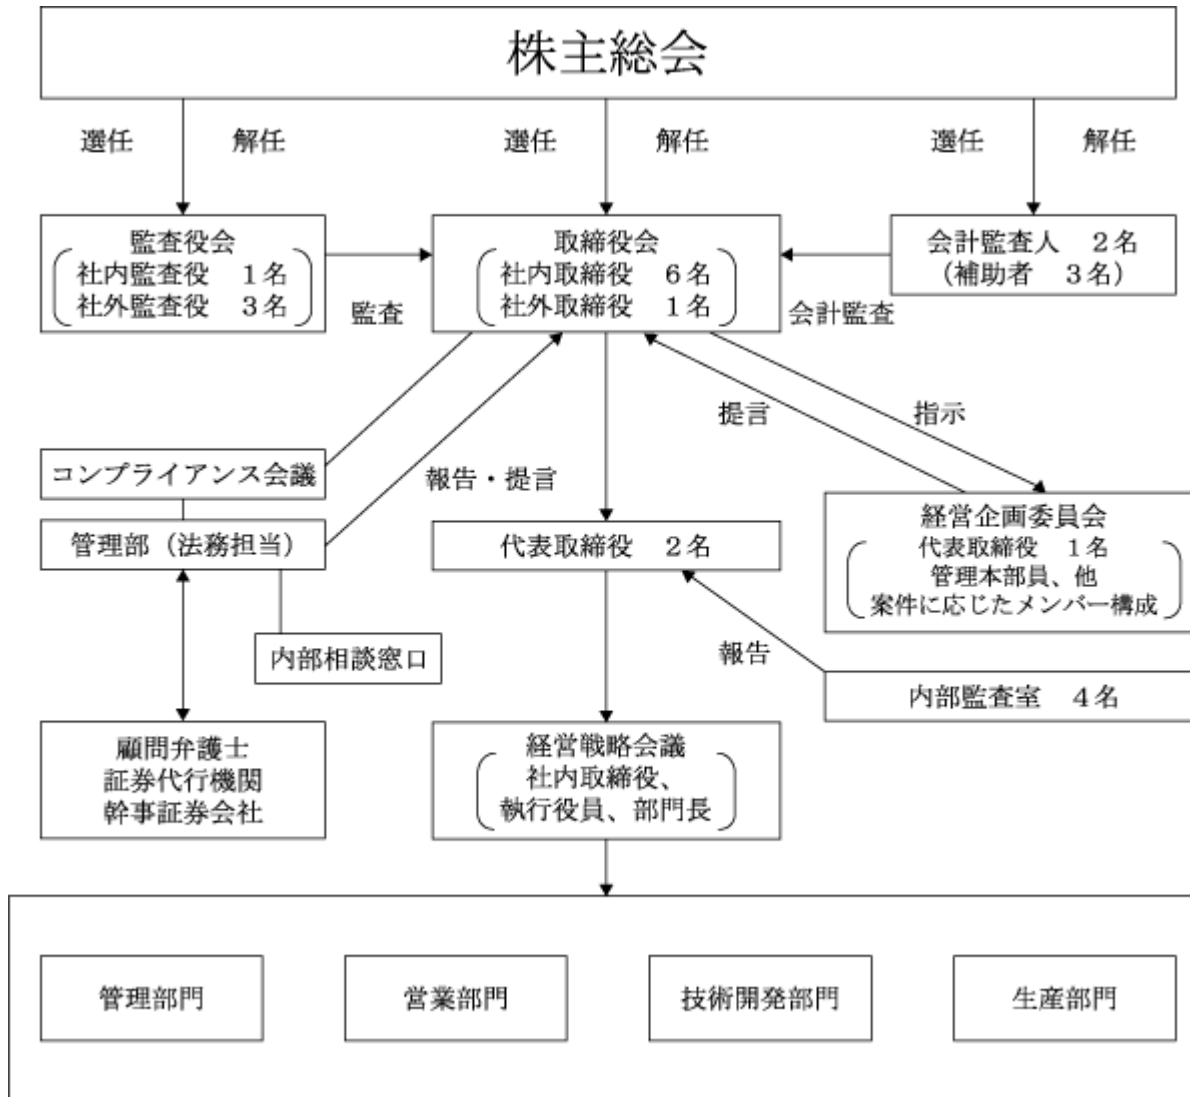 株主総会
選任
解任
選任
解任
選任
解任
監査役会
社内監査役　1名
社外監査役　3名
監査
取締役会
社内取締役　6名
社外取締役　1名
会計監査人　2名
（補助者　3名）
会計監査
提言
指示
コンプライアンス会議
報告・提言
管理部（法務担当）
代表取締役　2名
経営企画委員会
代表取締役　1名
管理本部員、他
案件に応じたメンバー構成
内部相談窓口
報告
内部監査室　4名
顧問弁護士
証券代行機関
幹事証券会社
経営戦略会議
社内取締役、
執行役員、部門長
管理部門
営業部門
技術開発部門
生産部門